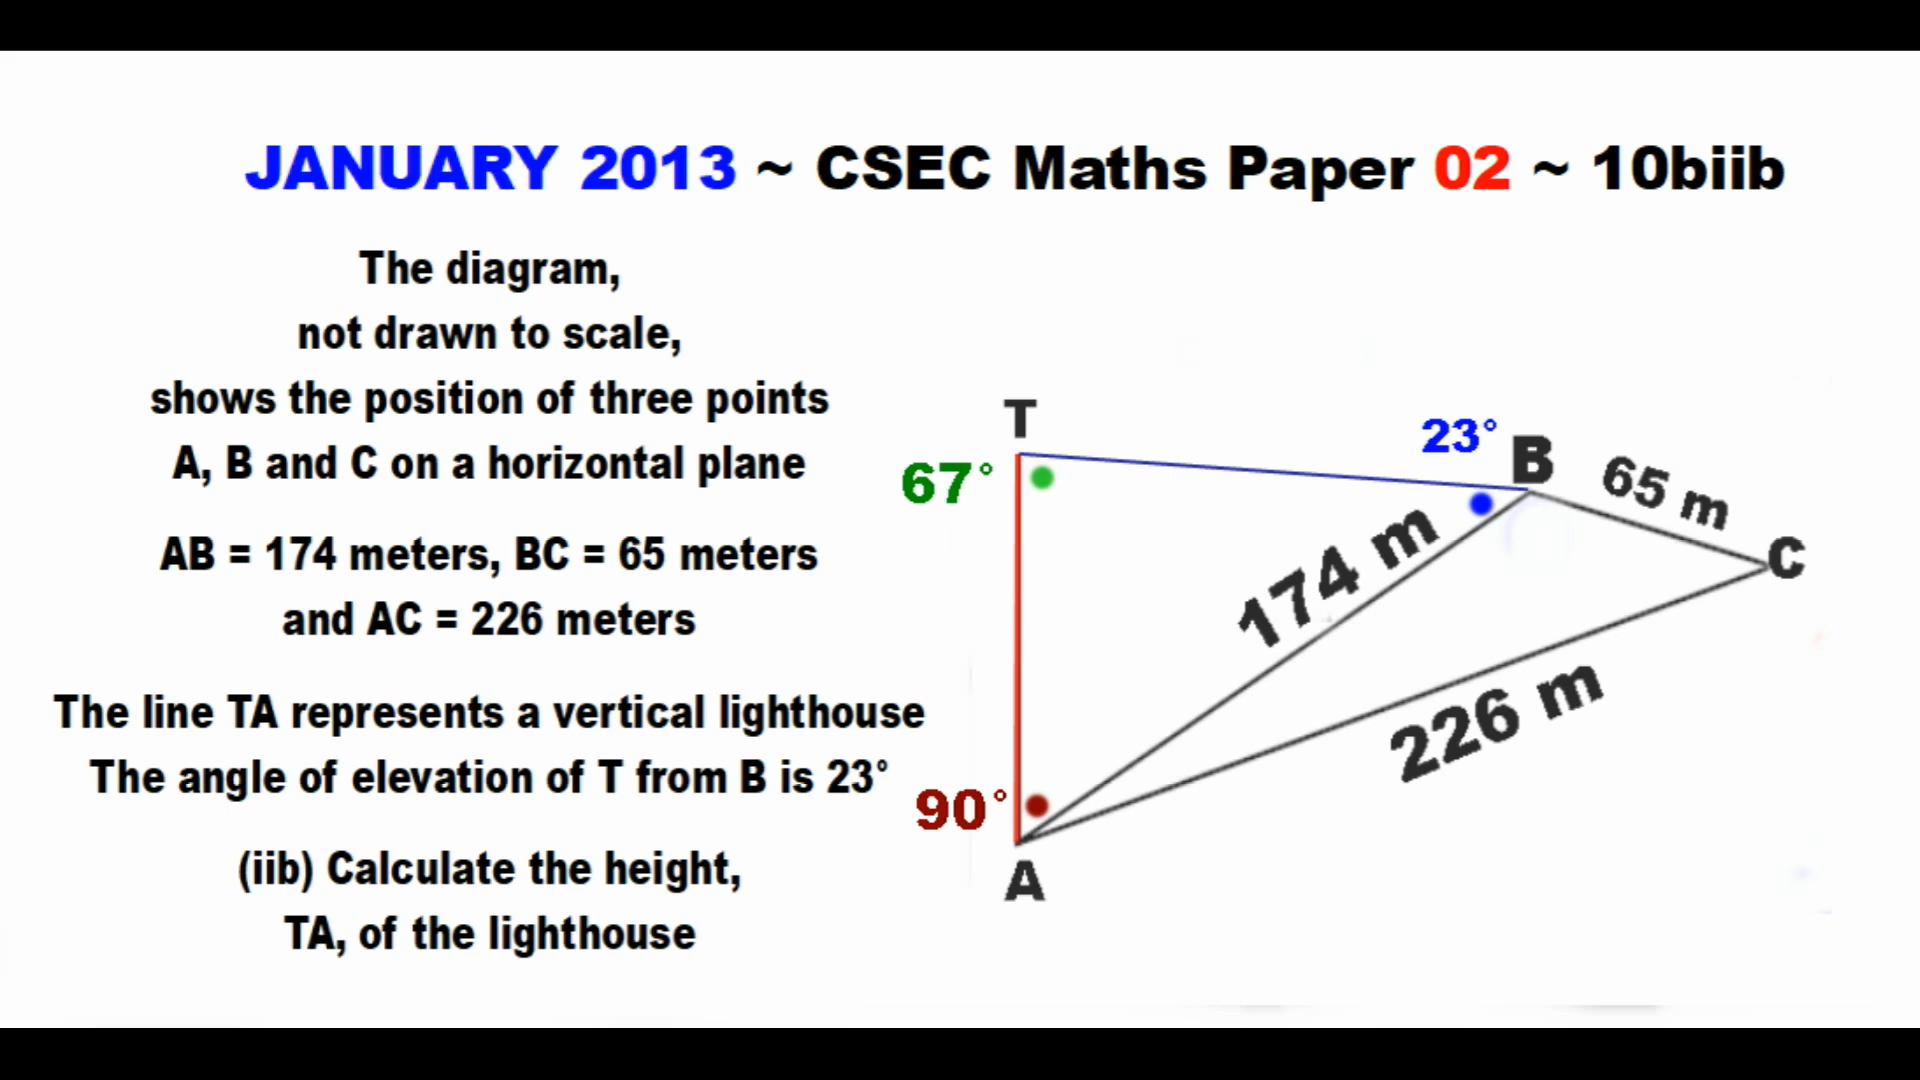 JANUARY 2013 ~ CSEC Maths Paper 02 ~ 10biib
The diagram,
not drawn to scale,
shows the position of three points
A, B and C on a horizontal plane
AB = 174 meters, BC = 65 meters
and AC = 226 meters
The line TA represents a vertical lighthouse
The angle of elevation of T from B is 23°
(iib) Calculate the height,
TA, of the lighthouse
T
67°
23°
B
65 m
C
174 m
226 m
90°
A